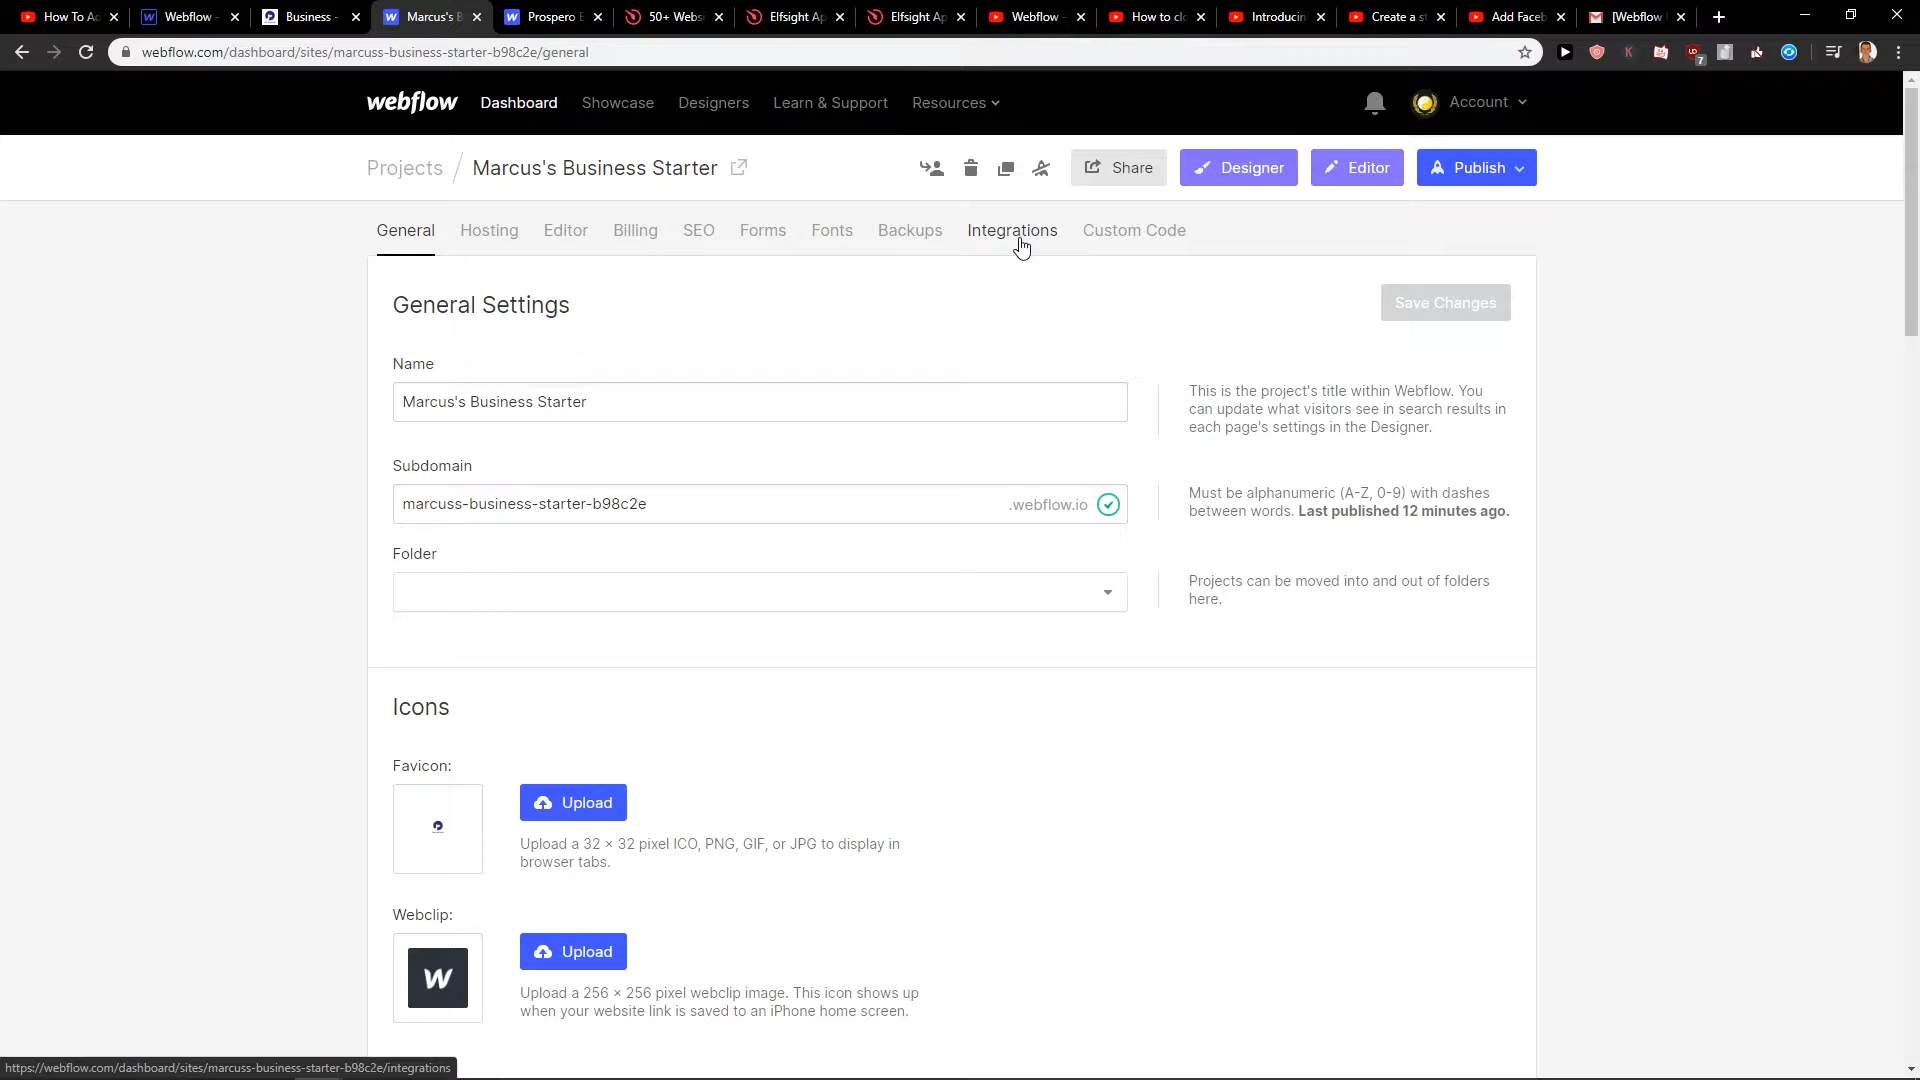 How To Ad
Webflow -
Business -
Marcus's B
Prospero B
50+ Webs
Elfsight Ap
Elfsight Ap
Webflow -
How to cl
Introducin
Create a s
Add Faceb
[Webflow
webflow.com/dashboard/sites/marcuss-business-starter-b98c2e/general
7
webflow
Dashboard
Showcase
Designers
Learn & Support
Resources
Account
Projects / Marcus's Business Starter
Share
Designer
Editor
Publish
General
Hosting
Editor
Billing
SEO
Forms
Fonts
Backups
Integrations
Custom Code
General Settings
Save Changes
Name
Marcus's Business Starter
This is the project's title within Webflow. You
can update what visitors see in search results in
each page's settings in the Designer.
Subdomain
marcuss-business-starter-b98c2e
.webflow.io
Must be alphanumeric (A-Z, 0-9) with dashes
between words. Last published 12 minutes ago.
Folder
Projects can be moved into and out of folders
here.
Icons
Favicon:
Upload
Upload a 32 × 32 pixel ICO, PNG, GIF, or JPG to display in
browser tabs.
Webclip:
W
Upload
Upload a 256 × 256 pixel webclip image. This icon shows up
when your website link is saved to an iPhone home screen.
https://webflow.com/dashboard/sites/marcuss-business-starter-b98c2e/integrations